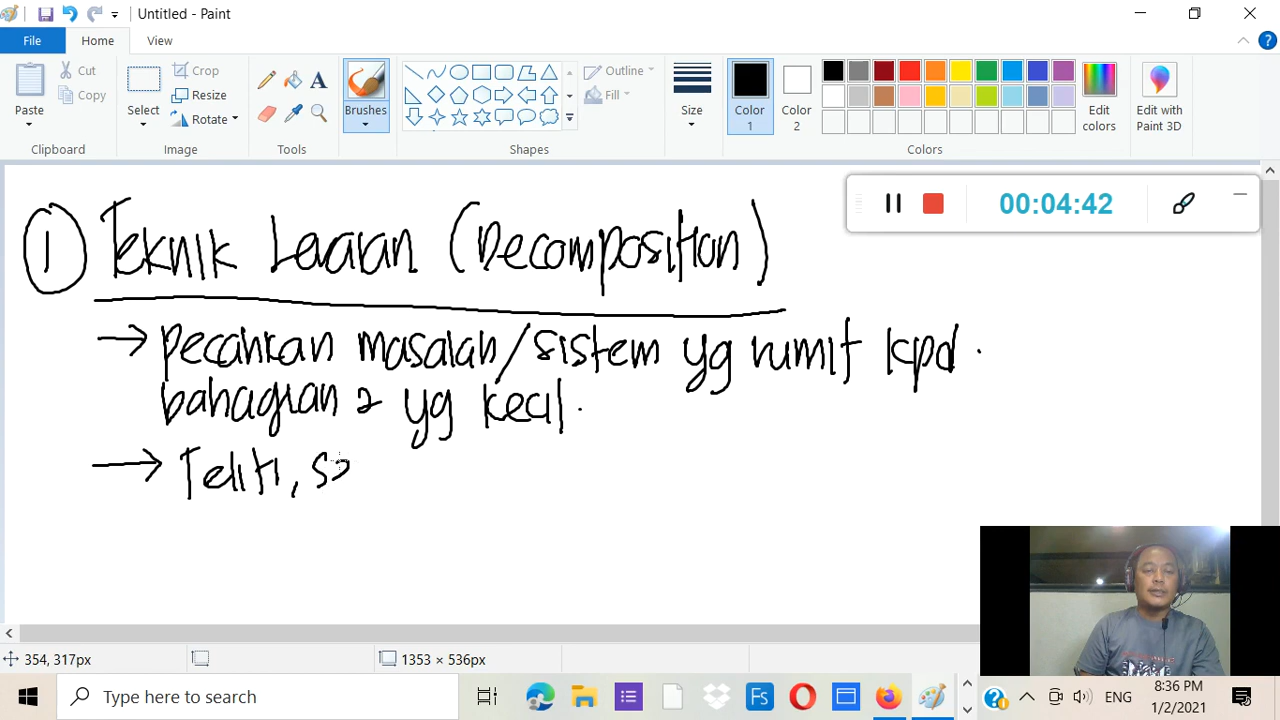 Untitled - Paint
File Home View
Paste
Cut
Copy
Clipboard
Select
Crop
Resize
Rotate
Image
Tools
Brushes
Outline
Fill
Shapes
Size
Color 1
Color 2
Edit colors
Colors
Edit with Paint 3D
00:04:42
1 Teknik Leraian (Decomposition)
→ pecahkan masalah/sistem yg rumit kpd
bahagian2 yg kecil.
→ Teliti, s
354, 317px
1353 × 536px
Type here to search
Fs
ENG
8:36 PM
1/2/2021